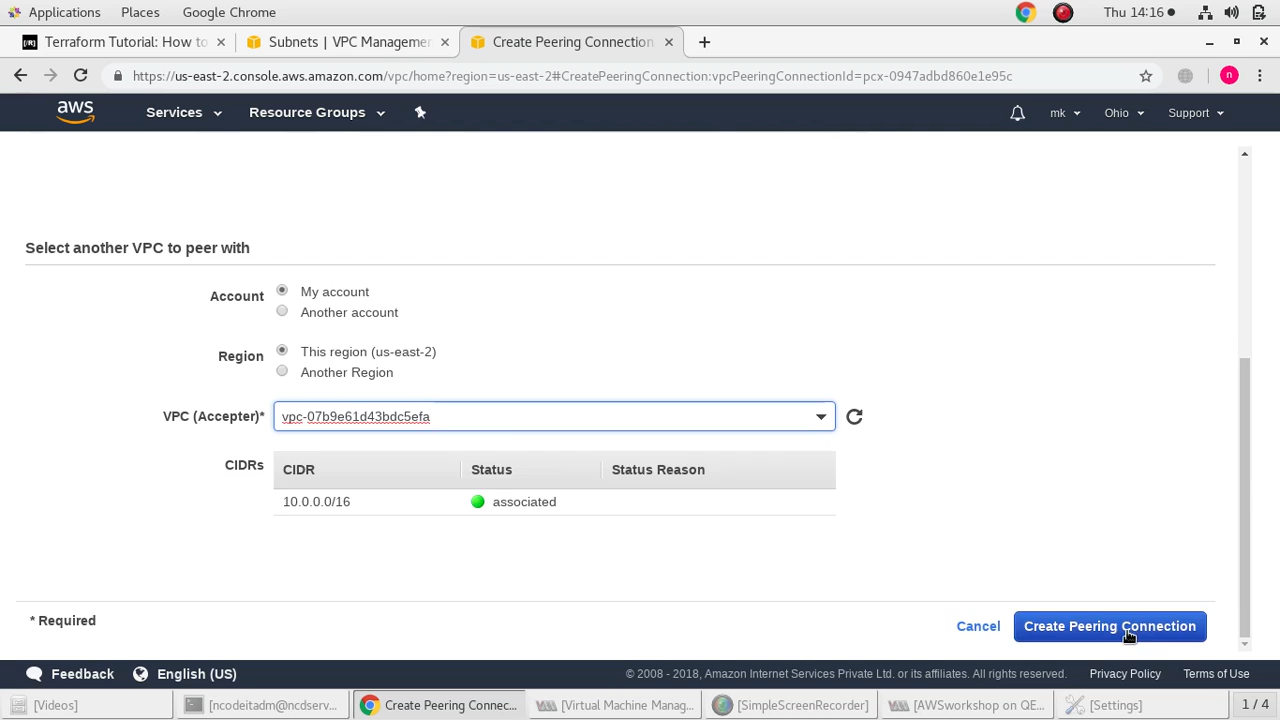 Applications Places Google Chrome Thu 14:16
Terraform Tutorial: How to Subnets | VPC Managemen Create Peering Connection
https://us-east-2.console.aws.amazon.com/vpc/home?region=us-east-2#CreatePeeringConnection:vpcPeeringConnectionId=pcx-0947adbd8b0e1e95c n
aws Services Resource Groups mk Ohio Support
Select another VPC to peer with
Account My account
Another account
Region This region (us-east-2)
Another Region
VPC (Accepter)* vpc-07b9e61d43bdc5efa
CIDRs CIDR Status Status Reason
10.0.0.0/16 associated
* Required Cancel Create Peering Connection
Feedback English (US) © 2008 - 2018, Amazon Internet Services Private Ltd. or its affiliates. All rights reserved. Privacy Policy Terms of Use
[Videos] [ncodeitadm@ncdserv... Create Peering Connec... [Virtual Machine Manag... [SimpleScreenRecorder] [AWSworkshop on QE... [Settings] 1 / 4